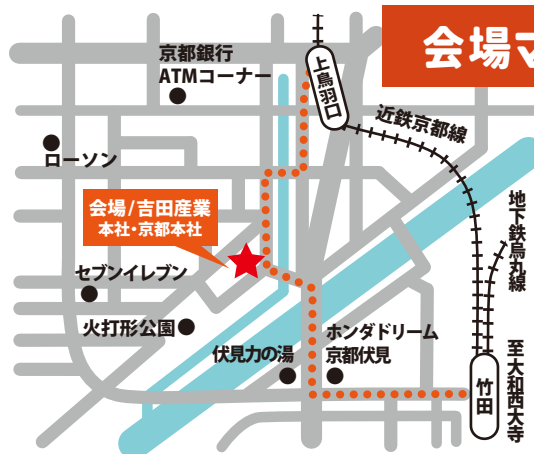 会場マ
京都銀行
ATMコーナー
上鳥羽口
近鉄京都線
ローソン
会場/吉田産業
本社・京都本社
地下鉄烏丸線
セブンイレブン
火打形公園
伏見力の湯
ホンダドリーム
京都伏見
竹田
至大和西大寺